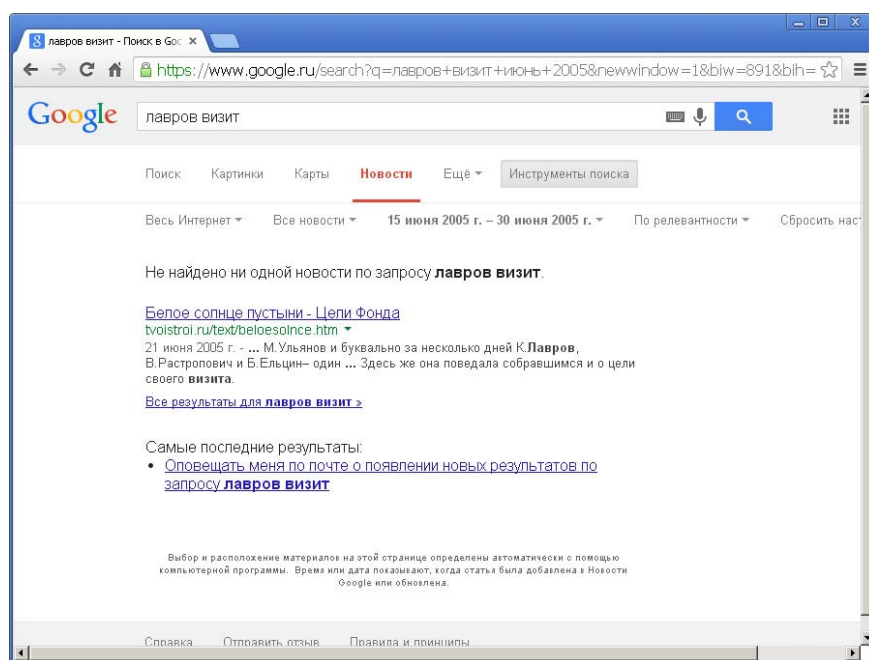 лавров визит - Поиск в Goo
https://www.google.ru/search?q=лавров+визит+июнь+2005&newwindow=1&biw=891&bih=
Google
лавров визит
Поиск Картинки Карты Новости Ещё Инструменты поиска
Весь Интернет Все новости 15 июня 2005 г. – 30 июня 2005 г. По релевантности Сбросить нас
Не найдено ни одной новости по запросу лавров визит.
Белое солнце пустыни - Цели Фонда
tvoistroi.ru/text/beloesolnce.htm
21 июня 2005 г. - ... М.Ульянов и буквально за несколько дней К.Лавров,
В.Растропович и Б.Ельцин– один ... Здесь же она поведала собравшимся и о цели
своего визита.
Все результаты для лавров визит »
Самые последние результаты:
• Оповещать меня по почте о появлении новых результатов по
запросу лавров визит
Выбор и расположение материалов на этой странице определены автоматически с помощью
компьютерной программы. Время или дата показывают, когда статья была добавлена в Новости
Google или обновлена.
Справка Отправить отзыв Правила и принципы